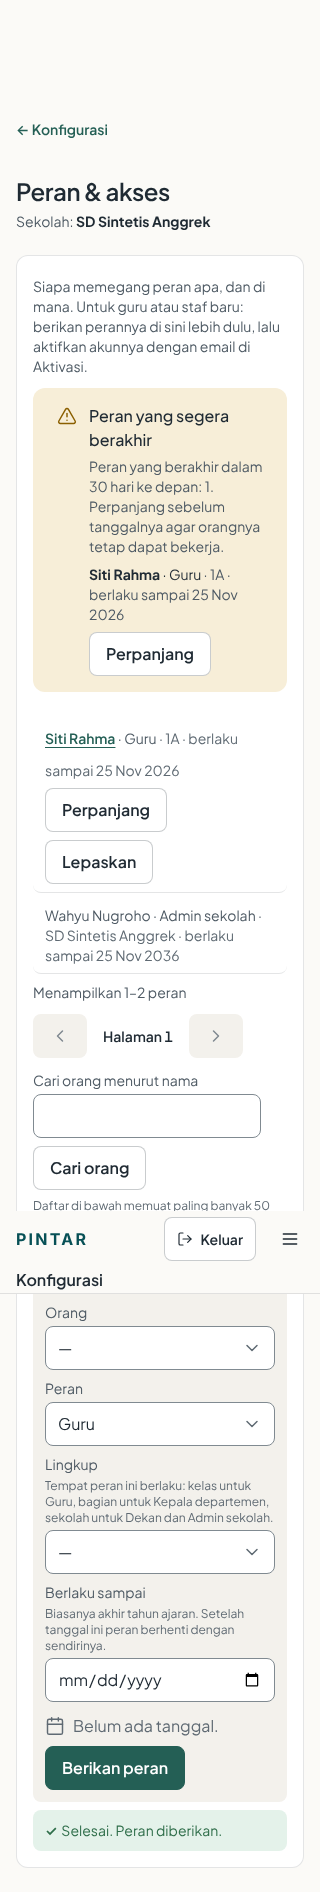 ← Konfigurasi
Peran & akses
Sekolah: SD Sintetis Anggrek
Siapa memegang peran apa, dan di
mana. Untuk guru atau staf baru:
berikan perannya di sini lebih dulu, lalu
aktifkan akunnya dengan email di
Aktivasi.
Peran yang segera
berakhir
Peran yang berakhir dalam
30 hari ke depan: 1.
Perpanjang sebelum
tanggalnya agar orangnya
tetap dapat bekerja.
Siti Rahma · Guru · 1A ·
berlaku sampai 25 Nov
2026
Perpanjang
Siti Rahma · Guru · 1A · berlaku
sampai 25 Nov 2026
Perpanjang
Lepaskan
Wahyu Nugroho · Admin sekolah ·
SD Sintetis Anggrek · berlaku
sampai 25 Nov 2036
Menampilkan 1–2 peran
Halaman 1
Cari orang menurut nama
Cari orang
Daftar di bawah memuat paling banyak 50
PINTAR
Keluar
Konfigurasi
Orang
—
Peran
Guru
Lingkup
Tempat peran ini berlaku: kelas untuk
Guru, bagian untuk Kepala departemen,
sekolah untuk Dekan dan Admin sekolah.
—
Berlaku sampai
Biasanya akhir tahun ajaran. Setelah
tanggal ini peran berhenti dengan
sendirinya.
mm/dd/yyyy
Belum ada tanggal.
Berikan peran
✓ Selesai. Peran diberikan.